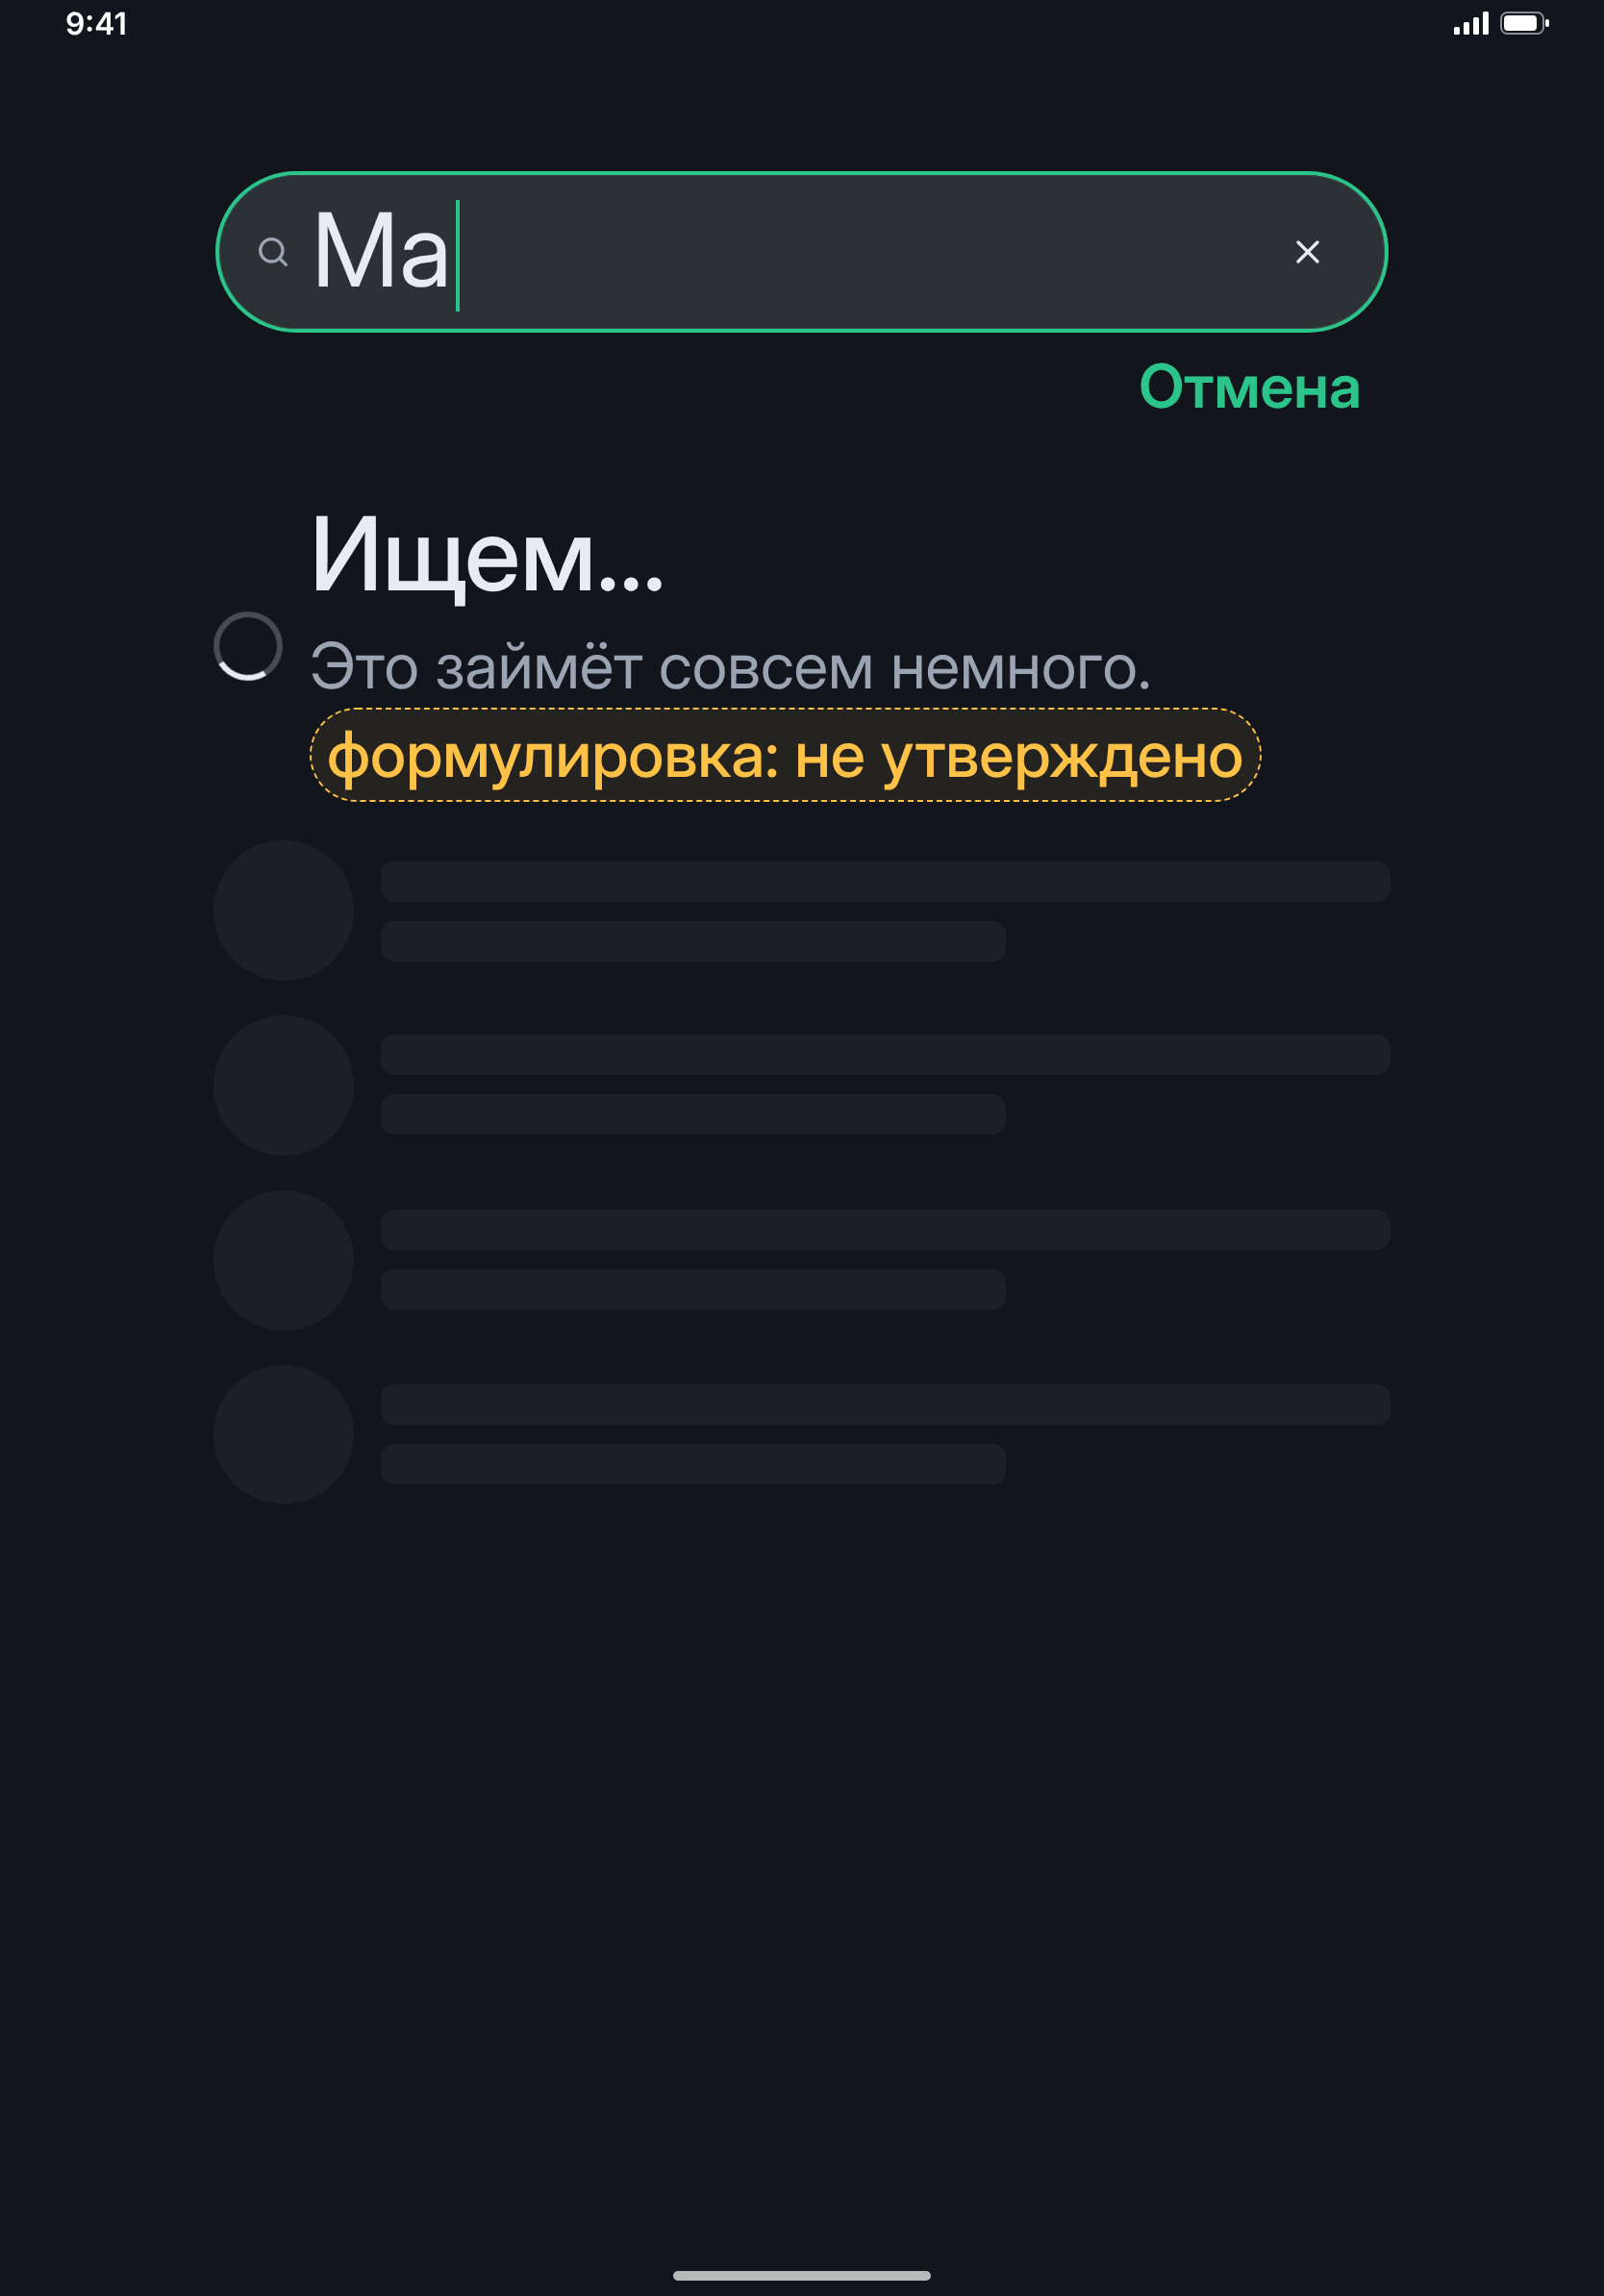 9:41
Ма
Отмена
Ищем…
Это займёт совсем немного.
формулировка: не утверждено